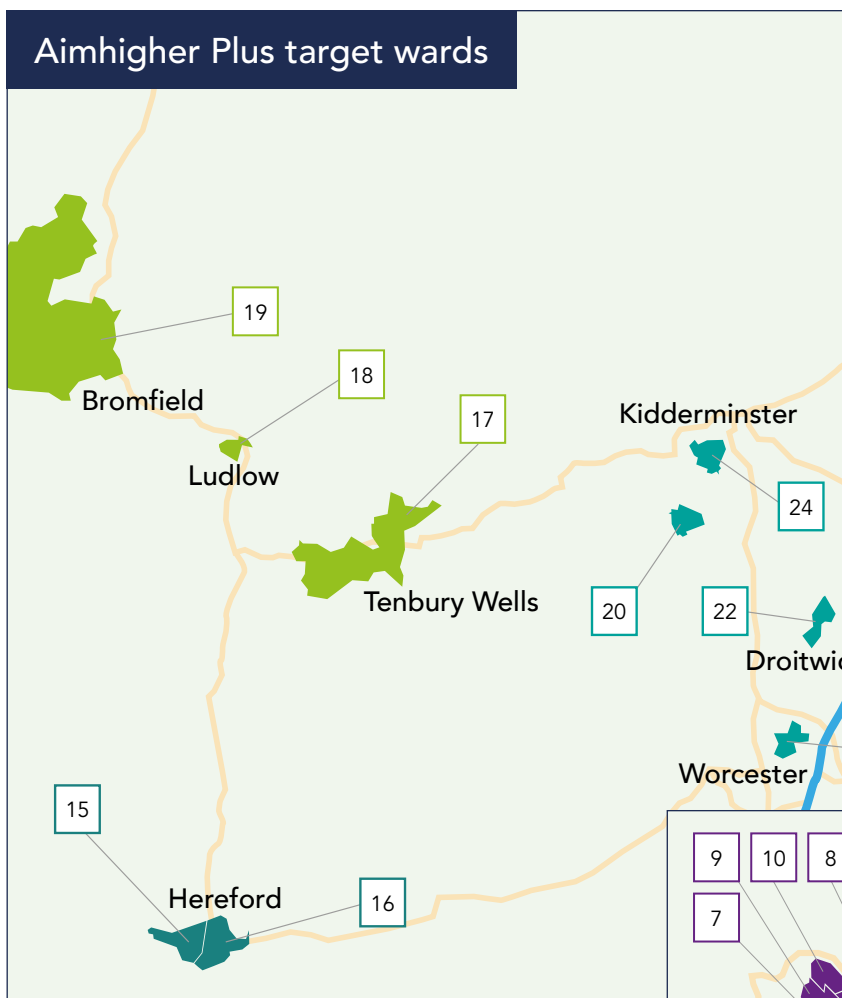 Aimhigher Plus target wards
19
18
Bromfield
17
Kidderminster
Ludlow
24
20
22
Tenbury Wells
Droitwic
Worcester
15
9
10
8
Hereford
16
7